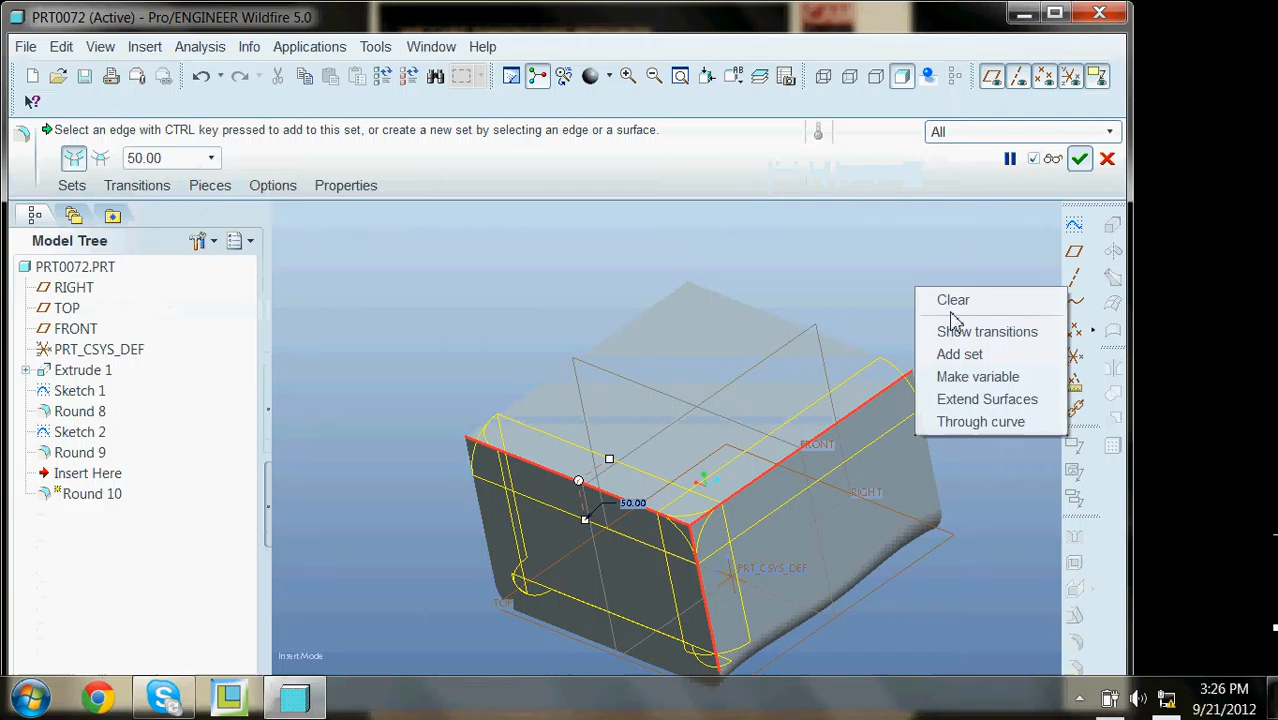 PRT0072 (Active) - Pro/ENGINEER Wildfire 5.0
File Edit View Insert Analysis Info Applications Tools Window Help
Select an edge with CTRL key pressed to add to this set, or create a new set by selecting an edge or a surface.
All
50.00
Sets Transitions Pieces Options Properties
Model Tree
PRT0072.PRT
RIGHT
TOP
FRONT
PRT_CSYS_DEF
Extrude 1
Sketch 1
Round 8
Sketch 2
Round 9
Insert Here
Round 10
Clear
Show transitions
Add set
Make variable
Extend Surfaces
Through curve
FRONT
RIGHT
50.00
PRT_CSYS_DEF
TOP
Insert Mode
3:26 PM
9/21/2012